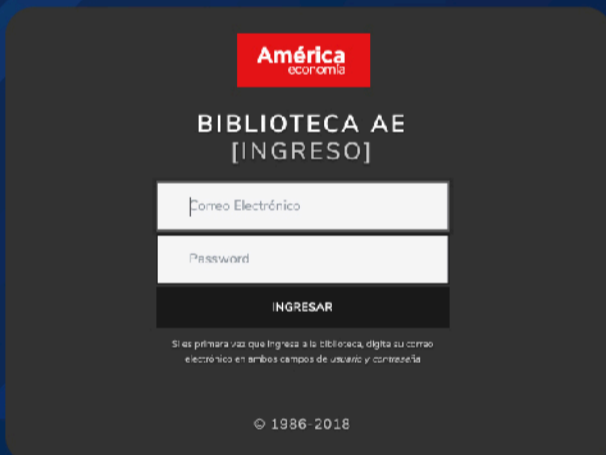 América
economía
BIBLIOTECA AE
[INGRESO]
Correo Electrónico
Password
INGRESAR
Si es primera vez que ingresa a la biblioteca, digite su correo
electrónico en ambos campos de usuario y contraseña
© 1986-2018